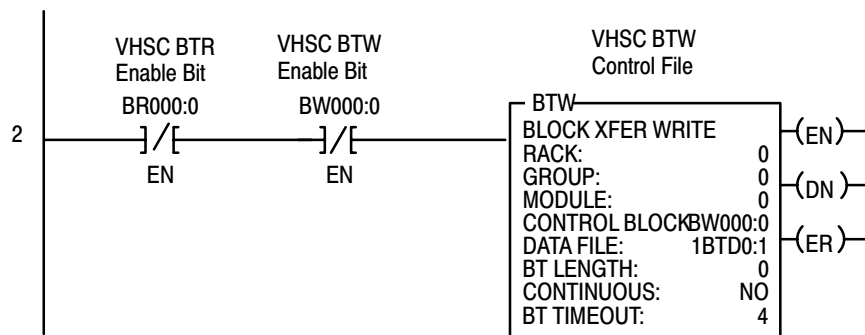 VHSC BTR
Enable Bit
VHSC BTW
Enable Bit
VHSC BTW
Control File
BR000:0
BW000:0
2
] / [
] / [
EN
EN
BTW
BLOCK XFER WRITE
RACK: 0
GROUP: 0
MODULE: 0
CONTROL BLOCKBW000:0
DATA FILE: 1BTD0:1
BT LENGTH: 0
CONTINUOUS: NO
BT TIMEOUT: 4
(EN)
(DN)
(ER)